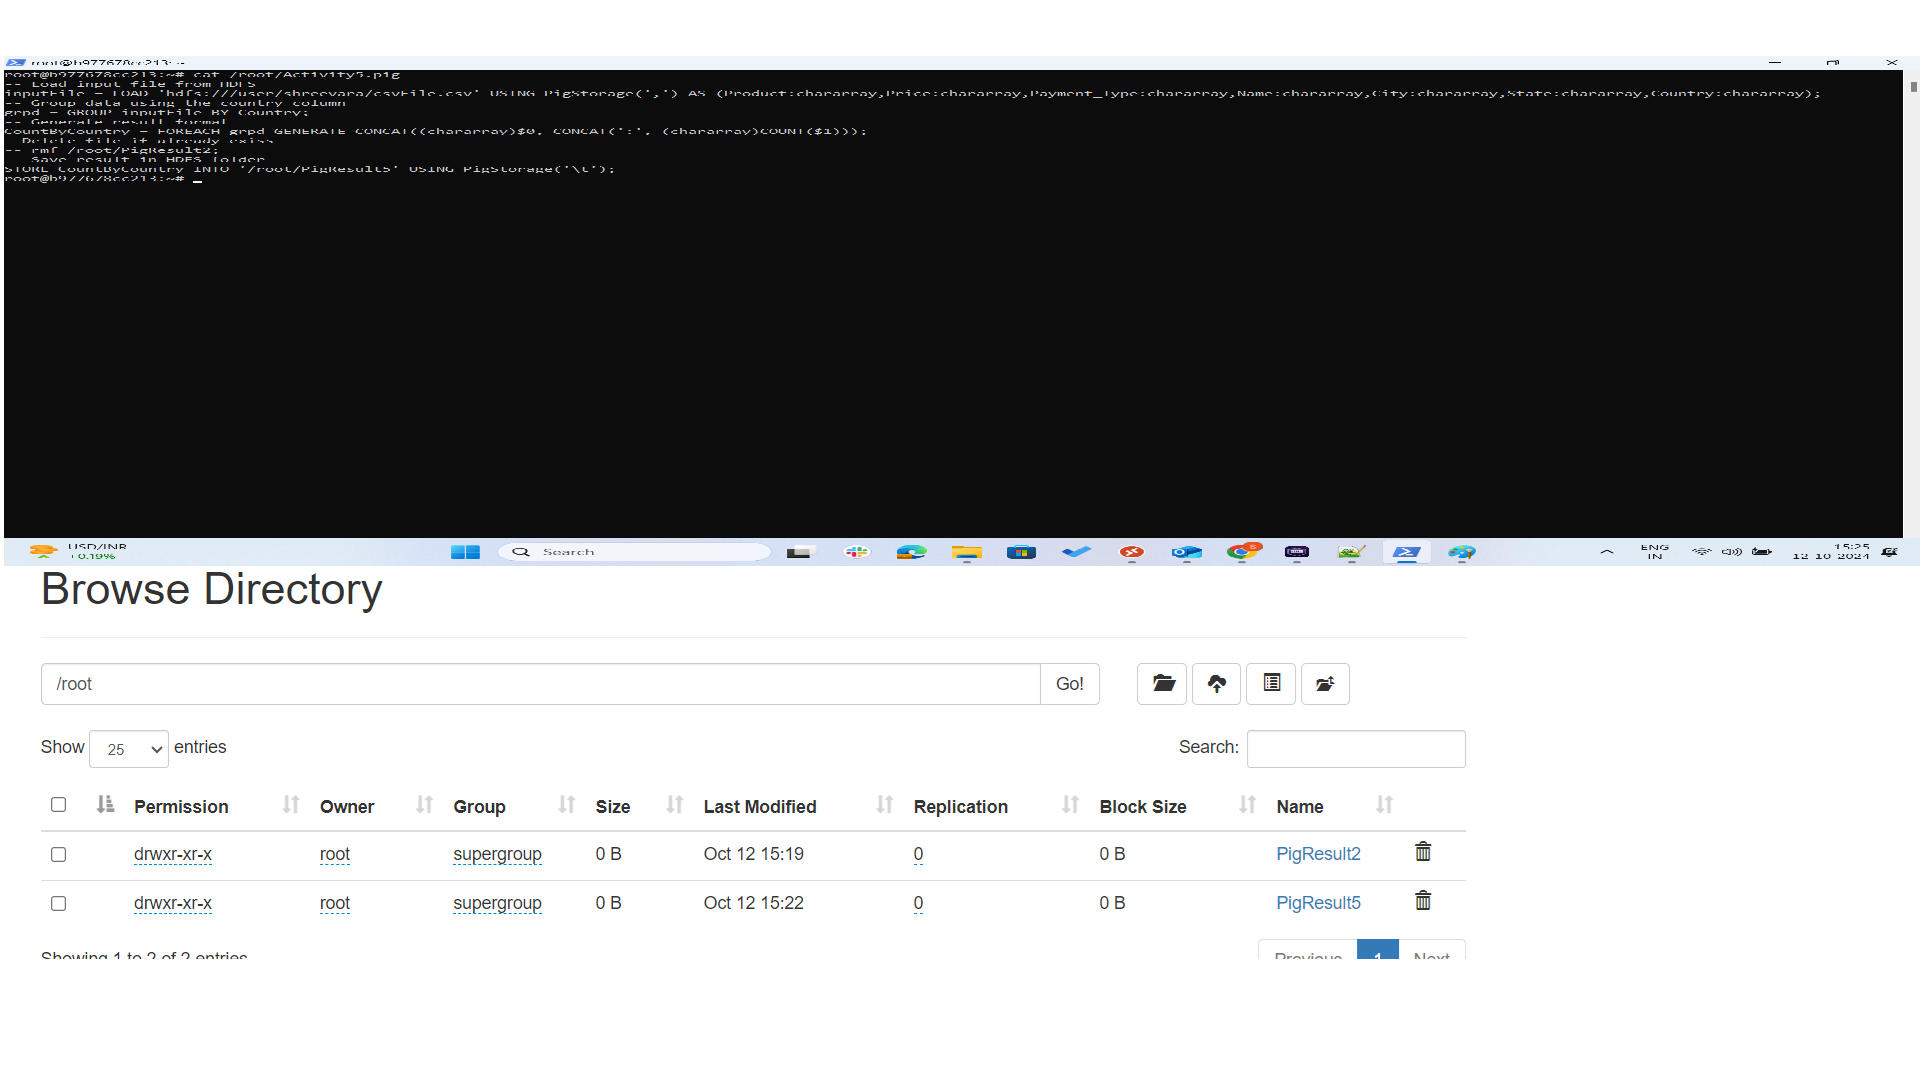 root@b977678cc213: ~
root@b977678cc213:~# cat /root/Activity5.pig
-- Load input file from HDFS
inputFile = LOAD 'hdfs:///user/shreevara/csvFile.csv' USING PigStorage(',') AS (Product:chararray,Price:chararray,Payment_Type:chararray,Name:chararray,City:chararray,State:chararray,Country:chararray);
-- Group data using the country column
grpd = GROUP inputFile BY Country;
-- Generate result format
CountByCountry = FOREACH grpd GENERATE CONCAT((chararray)$0, CONCAT(':', (chararray)COUNT($1)));
-- Delete file if already exiss
-- rmf /root/PigResult2;
-- Save result in HDFS folder
STORE CountByCountry INTO '/root/PigResult5' USING PigStorage('\t');
root@b977678cc213:~#
USD/INR
+0.19%
Search
ENG
IN
15:25
12-10-2024
Browse Directory
/root Go!
Show 25 entries Search:
Permission Owner Group Size Last Modified Replication Block Size Name
drwxr-xr-x root supergroup 0 B Oct 12 15:19 0 0 B PigResult2
drwxr-xr-x root supergroup 0 B Oct 12 15:22 0 0 B PigResult5
Showing 1 to 2 of 2 entries Previous 1 Next